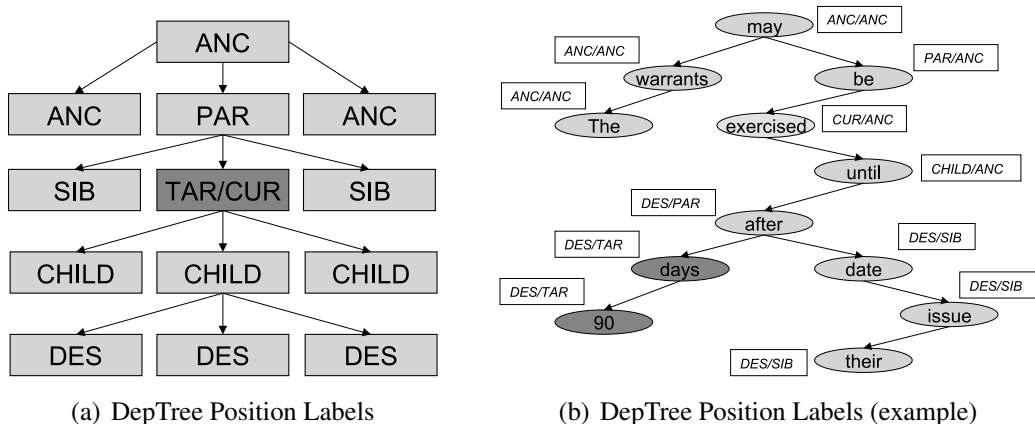 ANC
ANC PAR ANC
SIB TAR/CUR SIB
CHILD CHILD CHILD
DES DES DES
(a) DepTree Position Labels
may ANC/ANC
ANC/ANC
warrants
be PAR/ANC
ANC/ANC
The
exercised CUR/ANC
until CHILD/ANC
DES/PAR
after
DES/TAR
days
date DES/SIB
DES/TAR
90
issue DES/SIB
DES/SIB
their
(b) DepTree Position Labels (example)